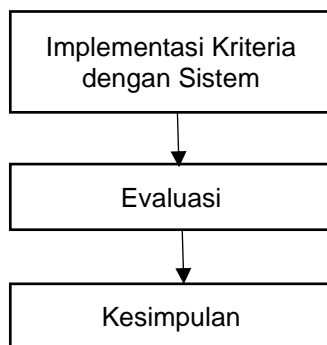 Implementasi Kriteria
dengan Sistem
Evaluasi
Kesimpulan